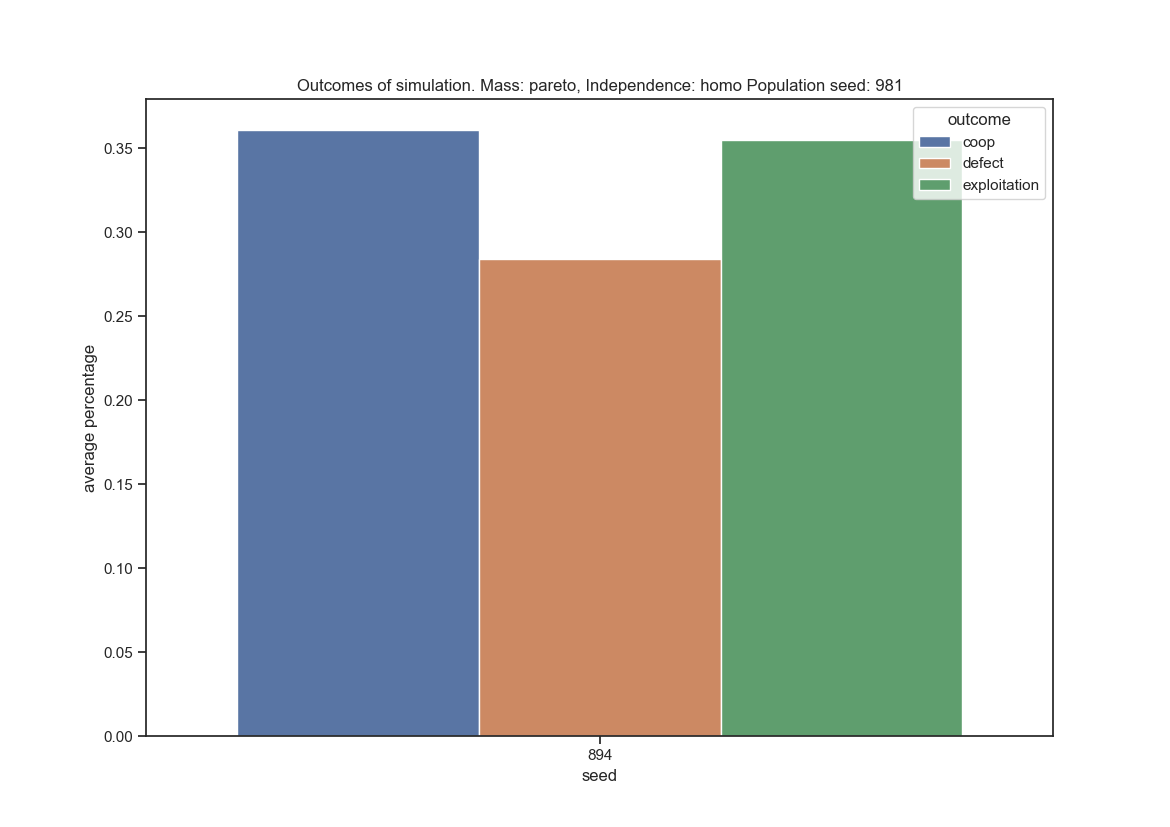 Outcomes of simulation. Mass: pareto, Independence: homo Population seed: 981
outcome
coop
defect
exploitation
0.35
0.30
0.25
0.20
0.15
0.10
0.05
0.00
average percentage
894
seed